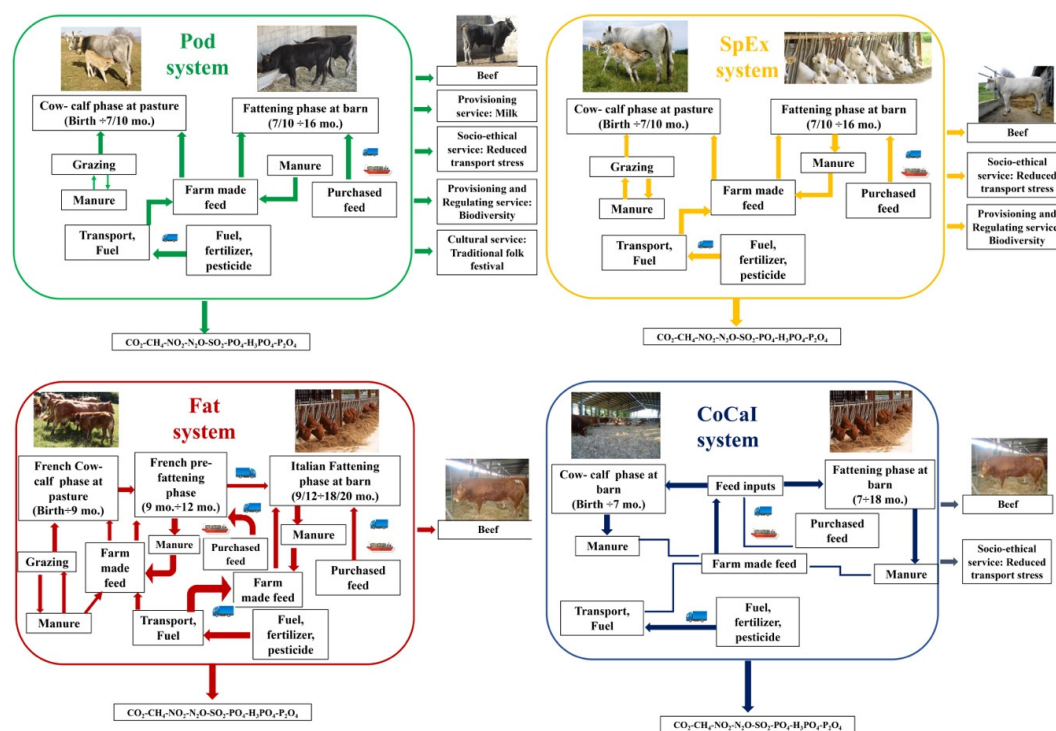 Pod
system
Cow- calf phase at pasture
(Birth ÷7/10 mo.)
Fattening phase at barn
(7/10 ÷16 mo.)
Grazing
Manure
Farm made
feed
Manure
Purchased
feed
Transport,
Fuel
Fuel,
fertilizer,
pesticide
Beef
Provisioning
service: Milk
Socio-ethical
service: Reduced
transport stress
Provisioning and
Regulating service:
Biodiversity
Cultural service:
Traditional folk
festival
CO₂-CH₄-NO₂-N₂O-SO₂-PO₄-H₃PO₄-P₂O₄
SpEx
system
Cow- calf phase at pasture
(Birth ÷7/10 mo.)
Fattening phase at barn
(7/10 ÷16 mo.)
Grazing
Manure
Farm made
feed
Manure
Purchased
feed
Transport,
Fuel
Fuel,
fertilizer,
pesticide
Beef
Socio-ethical
service: Reduced
transport stress
Provisioning and
Regulating service:
Biodiversity
CO₂-CH₄-NO₂-N₂O-SO₂-PO₄-H₃PO₄-P₂O₄
Fat
system
French Cow-
calf phase at
pasture
(Birth÷9 mo.)
French pre-
fattening
phase
(9 mo.÷12 mo.)
Italian Fattening
phase at barn
(9/12÷18/20 mo.)
Grazing
Manure
Farm
made
feed
Manure
Purchased
feed
Manure
Farm
made feed
Purchased
feed
Transport,
Fuel
Fuel,
fertilizer,
pesticide
Beef
CO₂-CH₄-NO₂-N₂O-SO₂-PO₄-H₃PO₄-P₂O₄
CoCaI
system
Cow- calf phase at
barn
(Birth ÷7 mo.)
Feed inputs
Fattening phase at
barn
(7÷18 mo.)
Manure
Purchased
feed
Farm made feed
Manure
Transport,
Fuel
Fuel,
fertilizer,
pesticide
Beef
Socio-ethical
service: Reduced
transport stress
CO₂-CH₄-NO₂-N₂O-SO₂-PO₄-H₃PO₄-P₂O₄